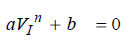 aV_I^n + b = 0